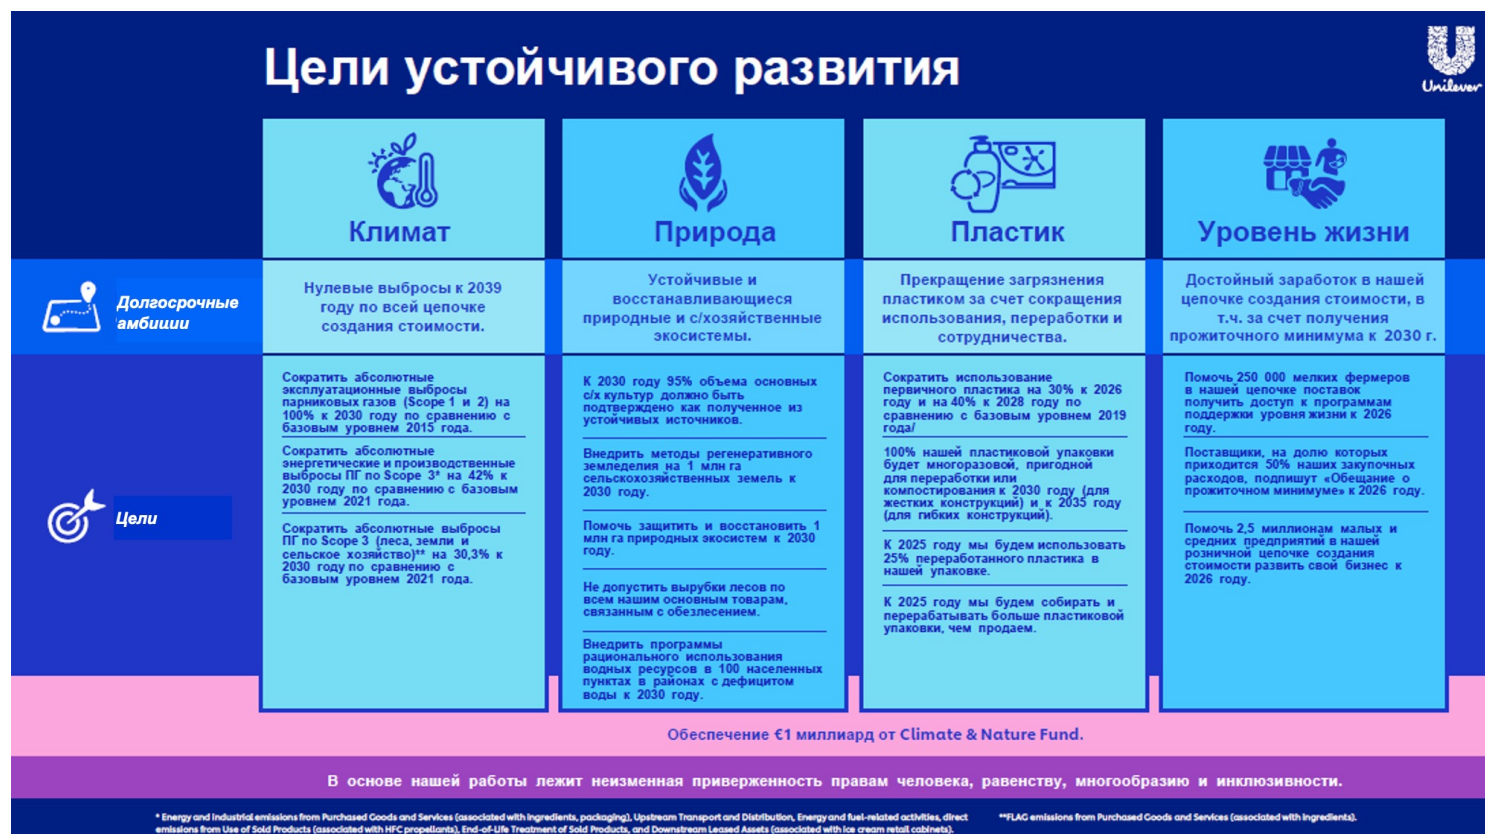 Цели устойчивого развития
Unilever
Климат
Природа
Пластик
Уровень жизни
Долгосрочные
амбиции
Нулевые выбросы к 2039
году по всей цепочке
создания стоимости.
Устойчивые и
восстанавливающиеся
природные и с/хозяйственные
экосистемы.
Прекращение загрязнения
пластиком за счет сокращения
использования, переработки и
сотрудничества.
Достойный заработок в нашей
цепочке создания стоимости, в
т.ч. за счет получения
прожиточного минимума к 2030 г.
Цели
Сократить абсолютные
эксплуатационные выбросы
парниковых газов (Scope 1 и 2) на
100% к 2030 году по сравнению с
базовым уровнем 2015 года.
Сократить абсолютные
энергетические и производственные
выбросы ПГ по Scope 3* на 42% к
2030 году по сравнению с базовым
уровнем 2021 года.
Сократить абсолютные выбросы
ПГ по Scope 3 (леса, земли и
сельское хозяйство)** на 30,3% к
2030 году по сравнению с
базовым уровнем 2021 года.
К 2030 году 95% объема основных
с/х культур должно быть
подтверждено как полученное из
устойчивых источников.
Внедрить методы регенеративного
земледелия на 1 млн га
сельскохозяйственных земель к
2030 году.
Помочь защитить и восстановить 1
млн га природных экосистем к 2030
году.
Не допустить вырубки лесов по
всем нашим основным товарам,
связанным с обезлесением.
Внедрить программы
рационального использования
водных ресурсов в 100 населенных
пунктах в районах с дефицитом
воды к 2030 году.
Сократить использование
первичного пластика на 30% к 2026
году и на 40% к 2028 году по
сравнению с базовым уровнем 2019
года/
100% нашей пластиковой упаковки
будет многоразовой, пригодной
для переработки или
компостирования к 2030 году (для
жестких конструкций) и к 2035 году
(для гибких конструкций).
К 2025 году мы будем использовать
25% переработанного пластика в
нашей упаковке.
К 2025 году мы будем собирать и
перерабатывать больше пластиковой
упаковки, чем продаем.
Помочь 250 000 мелких фермеров
в нашей цепочке поставок
получить доступ к программам
поддержки уровня жизни к 2026
году.
Поставщики, на долю которых
приходится 50% наших закупочных
расходов, подпишут «Обещание о
прожиточном минимуме» к 2026 году.
Помочь 2,5 миллионам малых и
средних предприятий в нашей
розничной цепочке создания
стоимости развить свой бизнес к
2026 году.
Обеспечение €1 миллиард от Climate & Nature Fund.
В основе нашей работы лежит неизменная приверженность правам человека, равенству, многообразию и инклюзивности.
* Energy and industrial emissions from Purchased Goods and Services (associated with ingredients, packaging), Upstream Transport and Distribution, Energy and fuel-related activities, direct
emissions from Use of Sold Products (associated with HFC propellants), End-of-Life Treatment of Sold Products, and Downstream Leased Assets (associated with ice cream retail cabinets).
**FLAG emissions from Purchased Goods and Services (associated with ingredients).